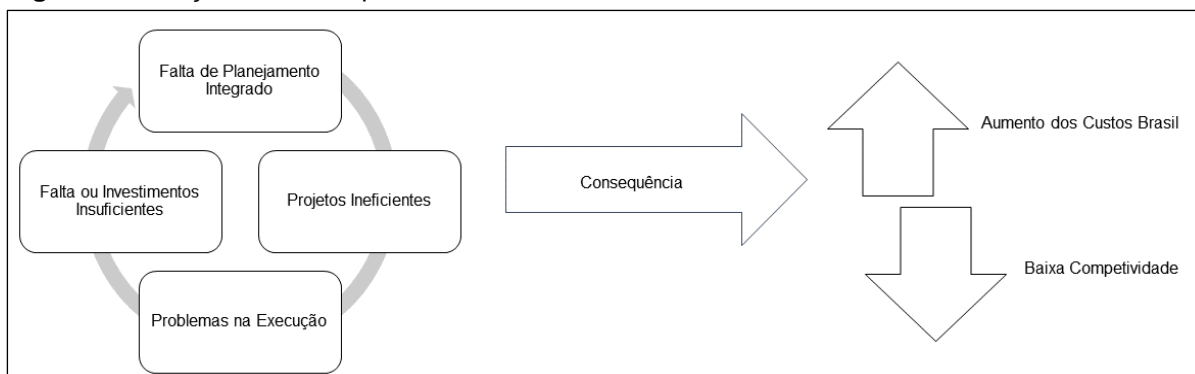 Falta de Planejamento
Integrado
Falta ou Investimentos
Insuficientes
Projetos Ineficientes
Problemas na Execução
Consequência
Aumento dos Custos Brasil
Baixa Competividade